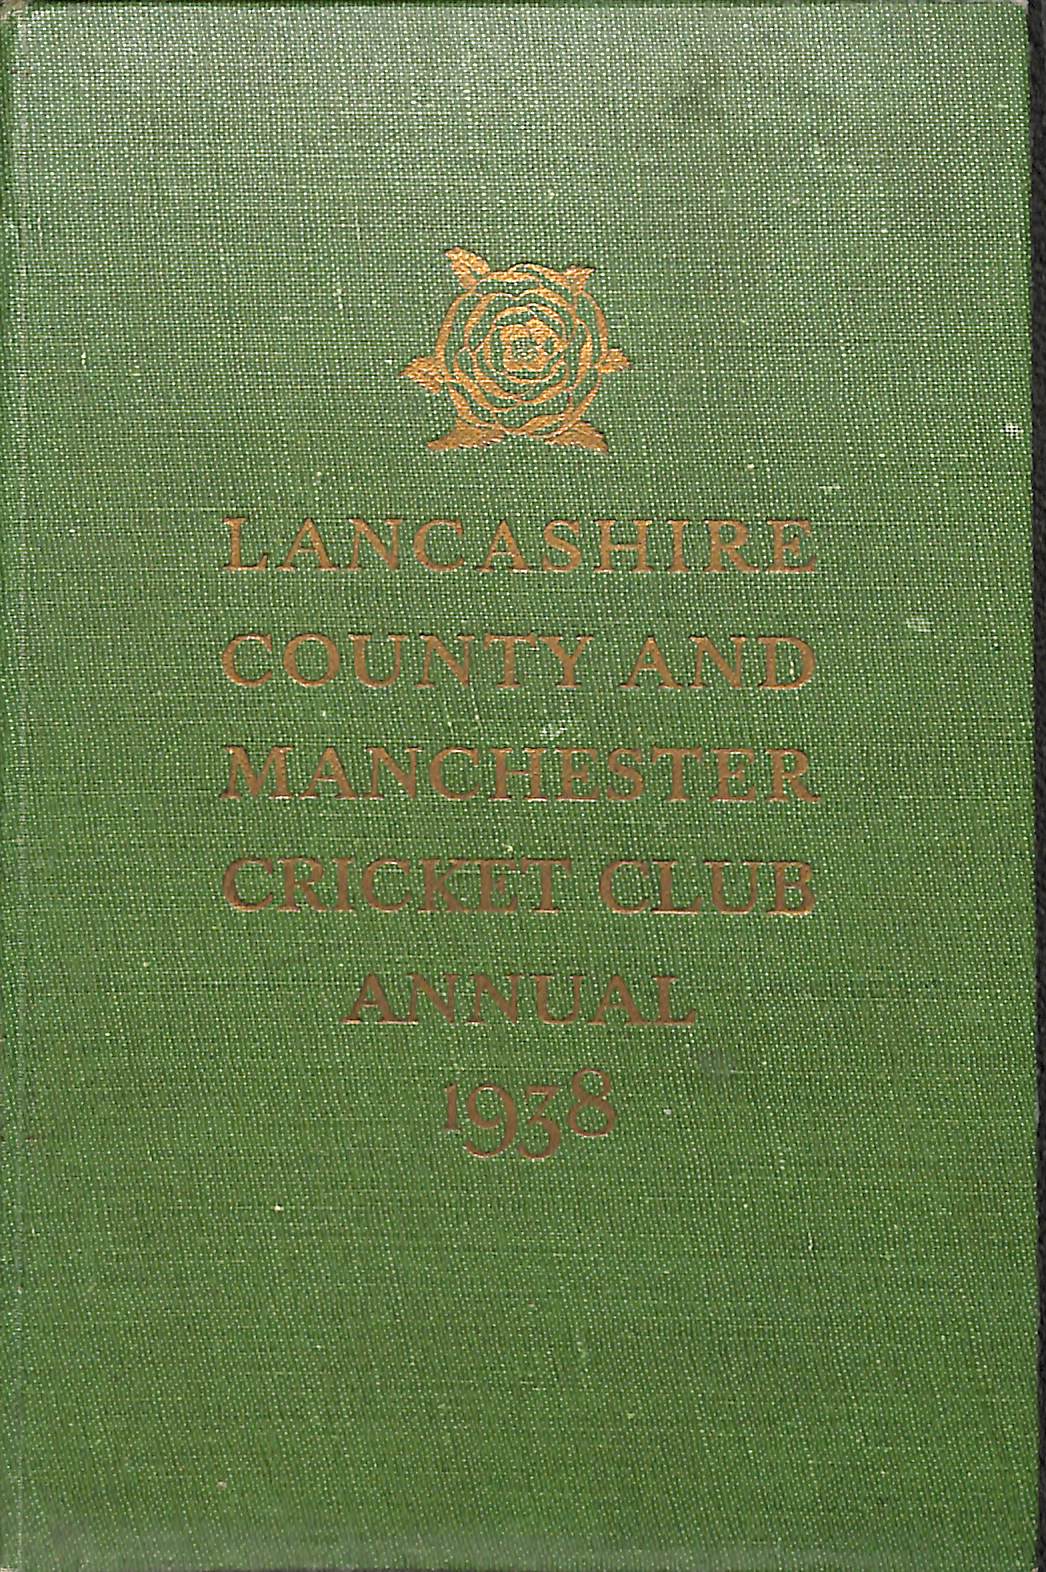 LANCASHIRE
COUNTY AND
MANCHESTER
CRICKET CLUB
ANNUAL
1938